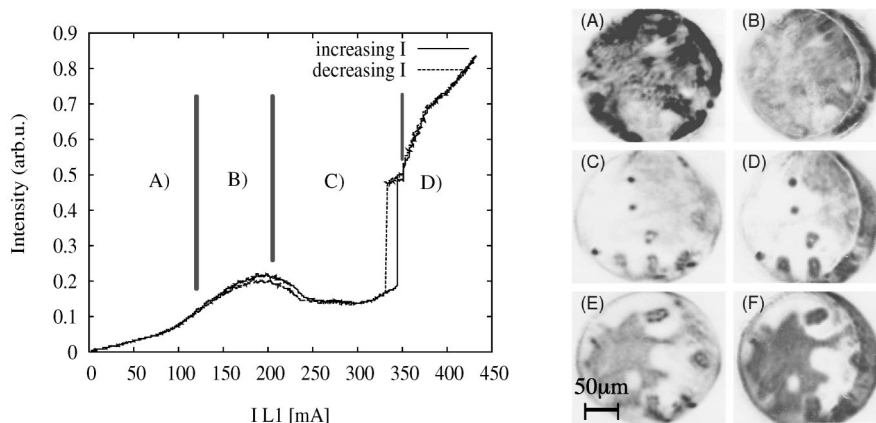 0.9
0.8
0.7
0.6
0.5
0.4
0.3
0.2
0.1
0
Intensity (arb.u.)
increasing I
decreasing I
A)
B)
C)
D)
0 50 100 150 200 250 300 350 400 450
I L1 [mA]
(A)
(B)
(C)
(D)
(E)
(F)
50μm